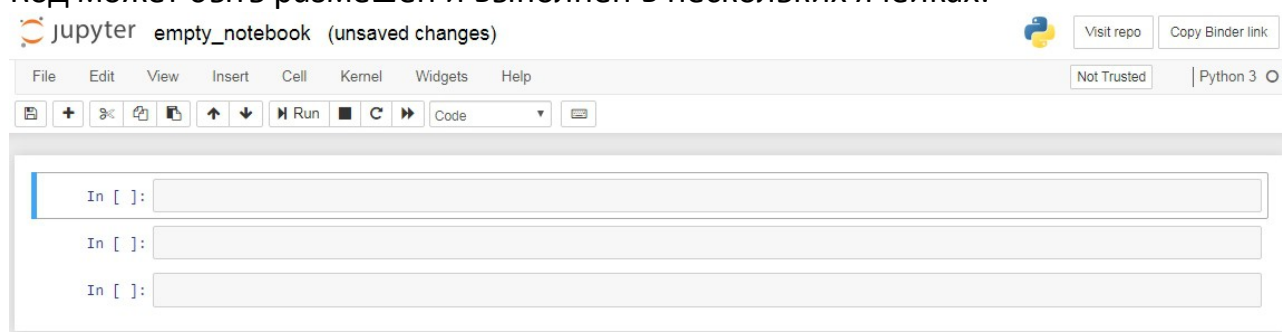 Код может быть размещен и выполнен в нескольких ячейках.
jupyter empty_notebook (unsaved changes) Visit repo Copy Binder link
File Edit View Insert Cell Kernel Widgets Help Not Trusted Python 3
Run Code
In [ ]:
In [ ]:
In [ ]: